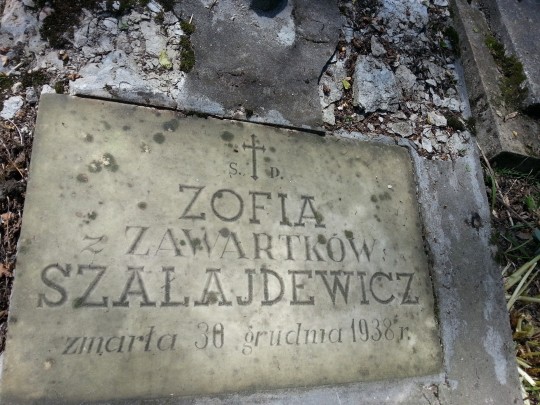 Ś. † P.
ZOFIA
z ZAWARTKÓW
SZAŁAJDEWICZ
zmarła 30 grudnia 1938 r.